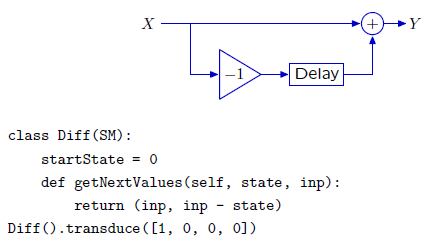 X
+
Y
−1
Delay
class Diff(SM):
    startState = 0
    def getNextValues(self, state, inp):
        return (inp, inp - state)
Diff().transduce([1, 0, 0, 0])